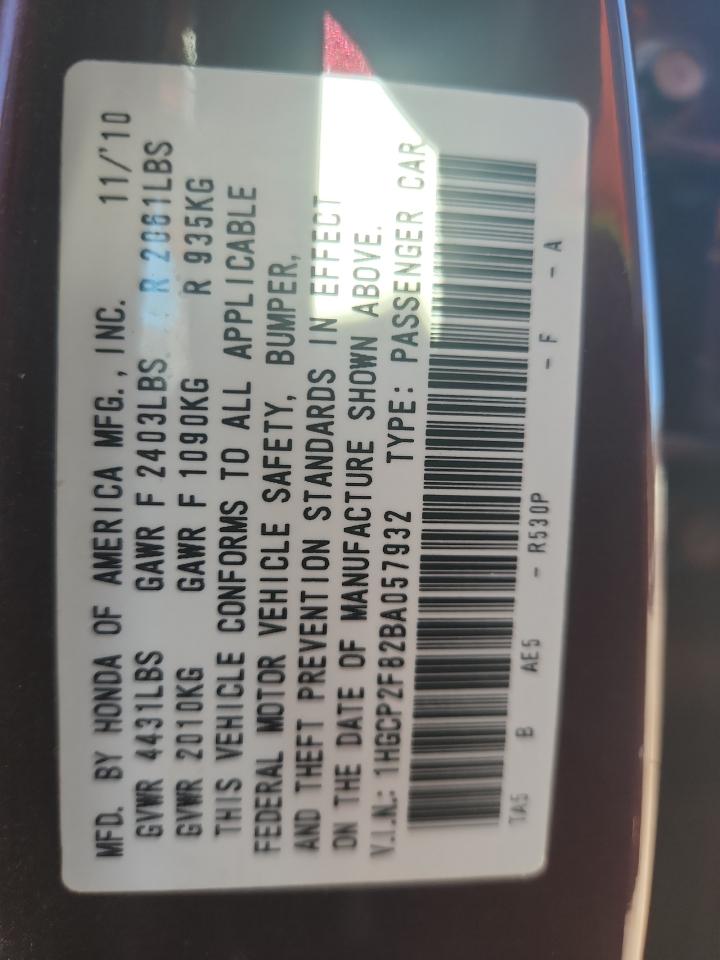 MFD. BY HONDA OF AMERICA MFG., INC. 11/'10
GVWR 4431LBS GAWR F 2403LBS R 2061LBS
GVWR 2010KG GAWR F 1090KG R 935KG
THIS VEHICLE CONFORMS TO ALL APPLICABLE
FEDERAL MOTOR VEHICLE SAFETY, BUMPER,
AND THEFT PREVENTION STANDARDS IN EFFECT
ON THE DATE OF MANUFACTURE SHOWN ABOVE.
V.I.N.: 1HGCP2F82BA057932 TYPE: PASSENGER CAR
TA5 B AE5 - R530P - F - A